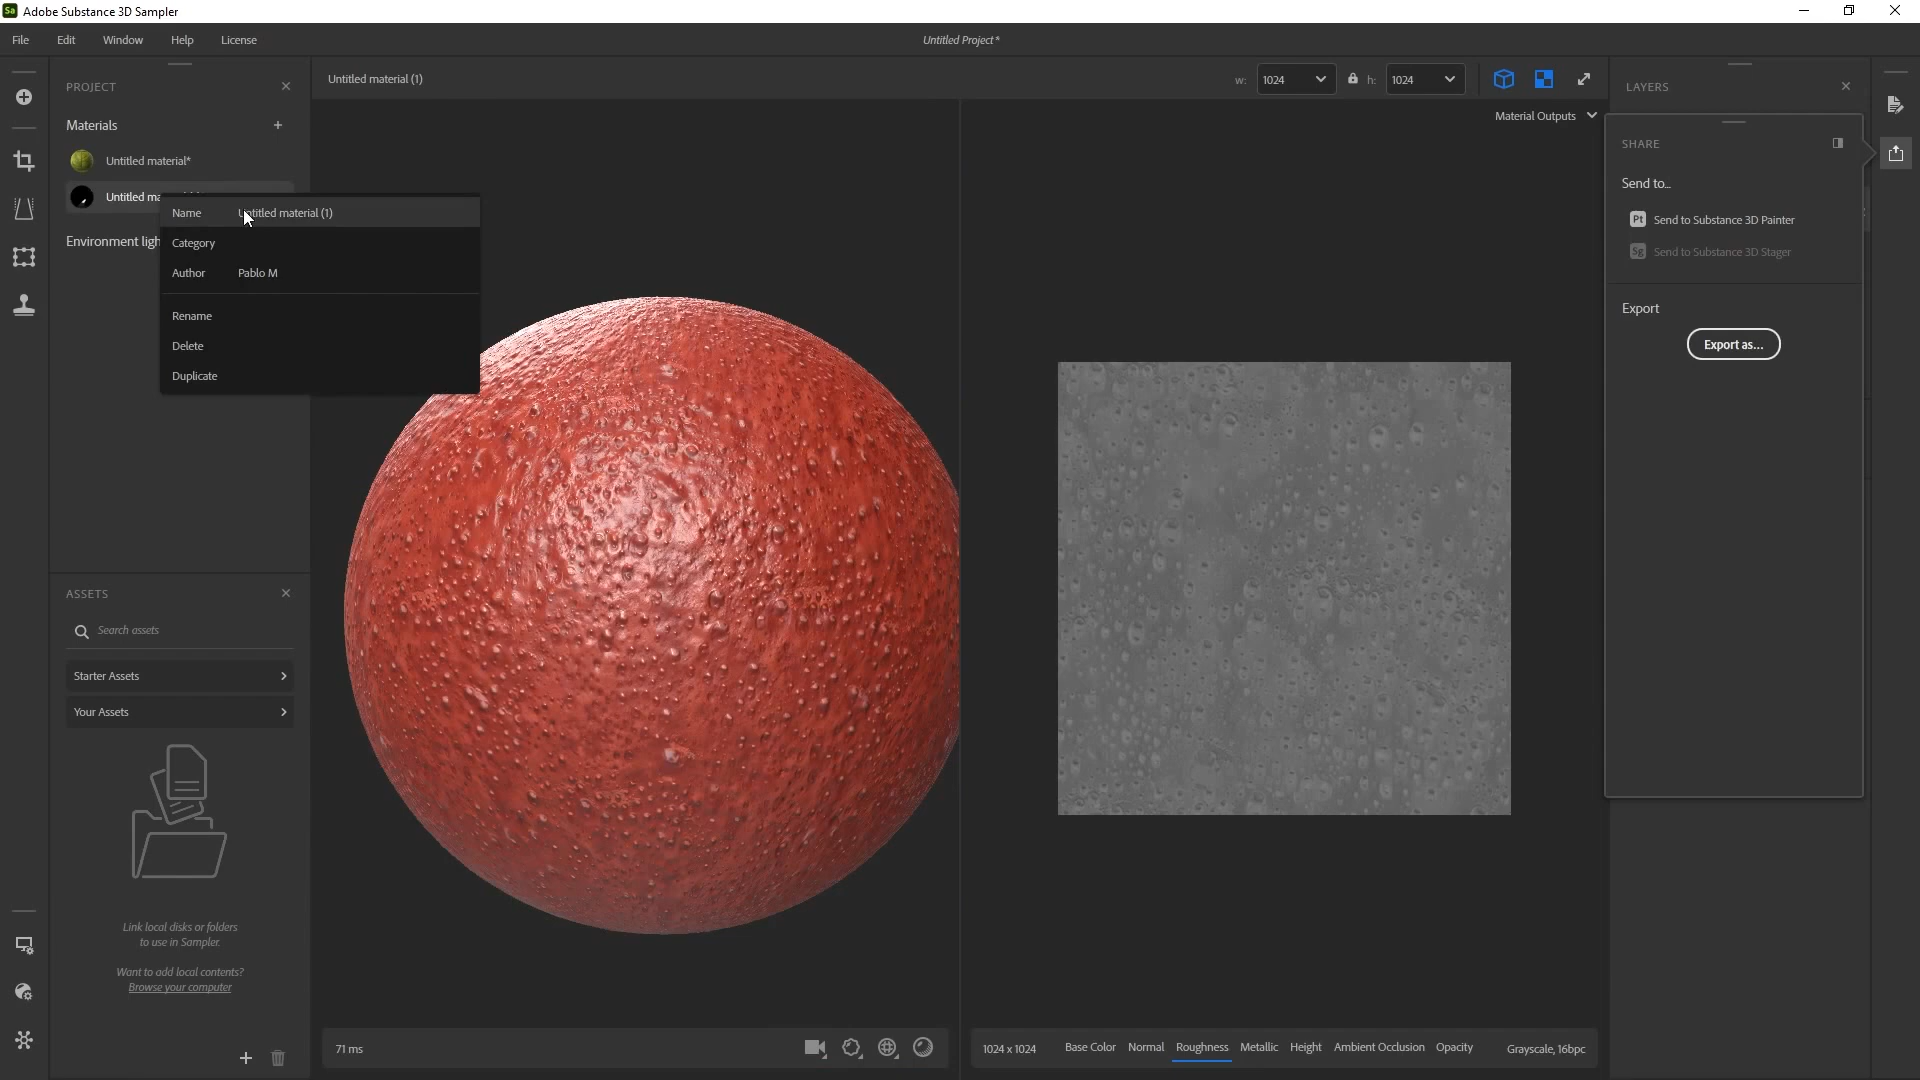 Sa Adobe Substance 3D Sampler
File Edit Window Help License
Untitled Project*
PROJECT
Materials
Untitled material*
Untitled ma
Environment ligh
Name Untitled material (1)
Category
Author Pablo M
Rename
Delete
Duplicate
ASSETS
Search assets
Starter Assets
Your Assets
Link local disks or folders
to use in Sampler.
Want to add local contents?
Browse your computer
Untitled material (1)
w: 1024 h: 1024
Material Outputs
71 ms
1024 x 1024 Base Color Normal Roughness Metallic Height Ambient Occlusion Opacity Grayscale, 16bpc
LAYERS
SHARE
Send to...
Pt Send to Substance 3D Painter
Sg Send to Substance 3D Stager
Export
Export as...